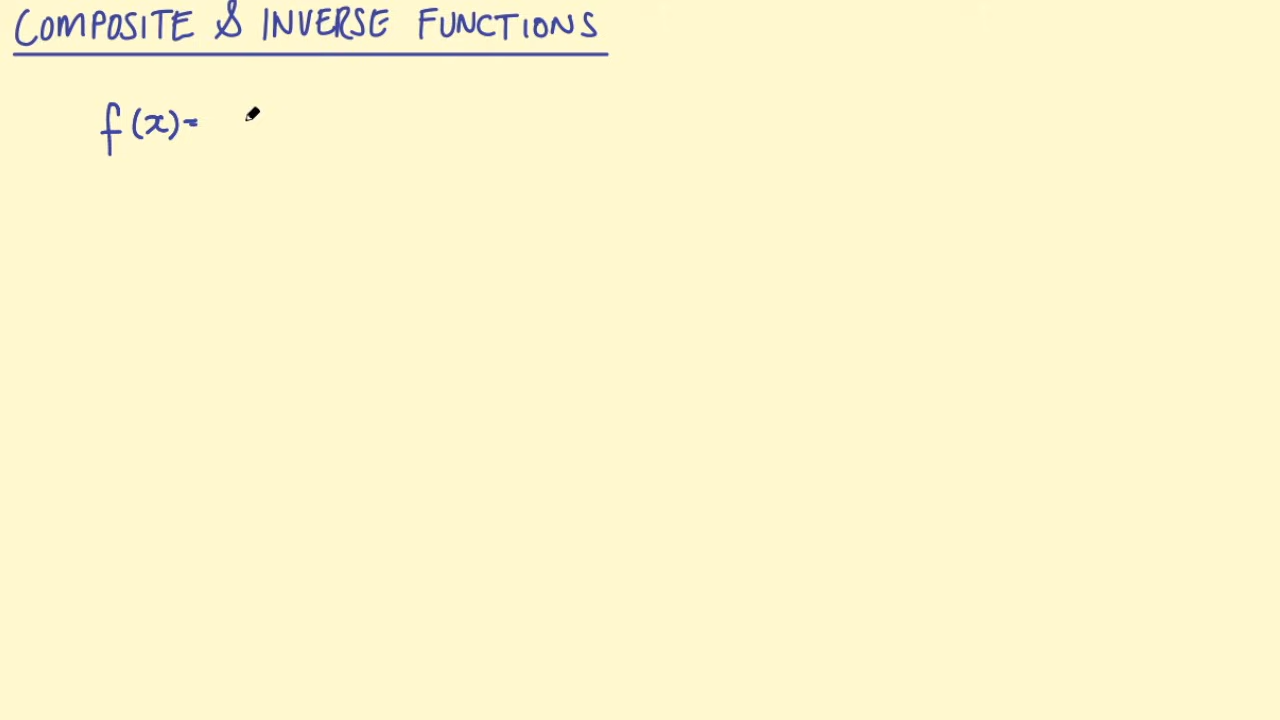 COMPOSITE & INVERSE FUNCTIONS
f(x)=